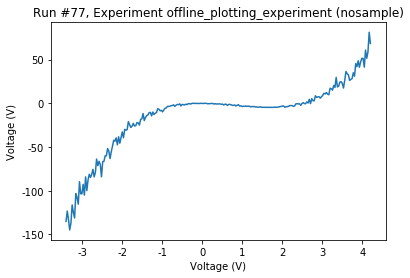 Run #77, Experiment offline_plotting_experiment (nosample)
Voltage (V)
50
0
-50
-100
-150
-3 -2 -1 0 1 2 3 4
Voltage (V)